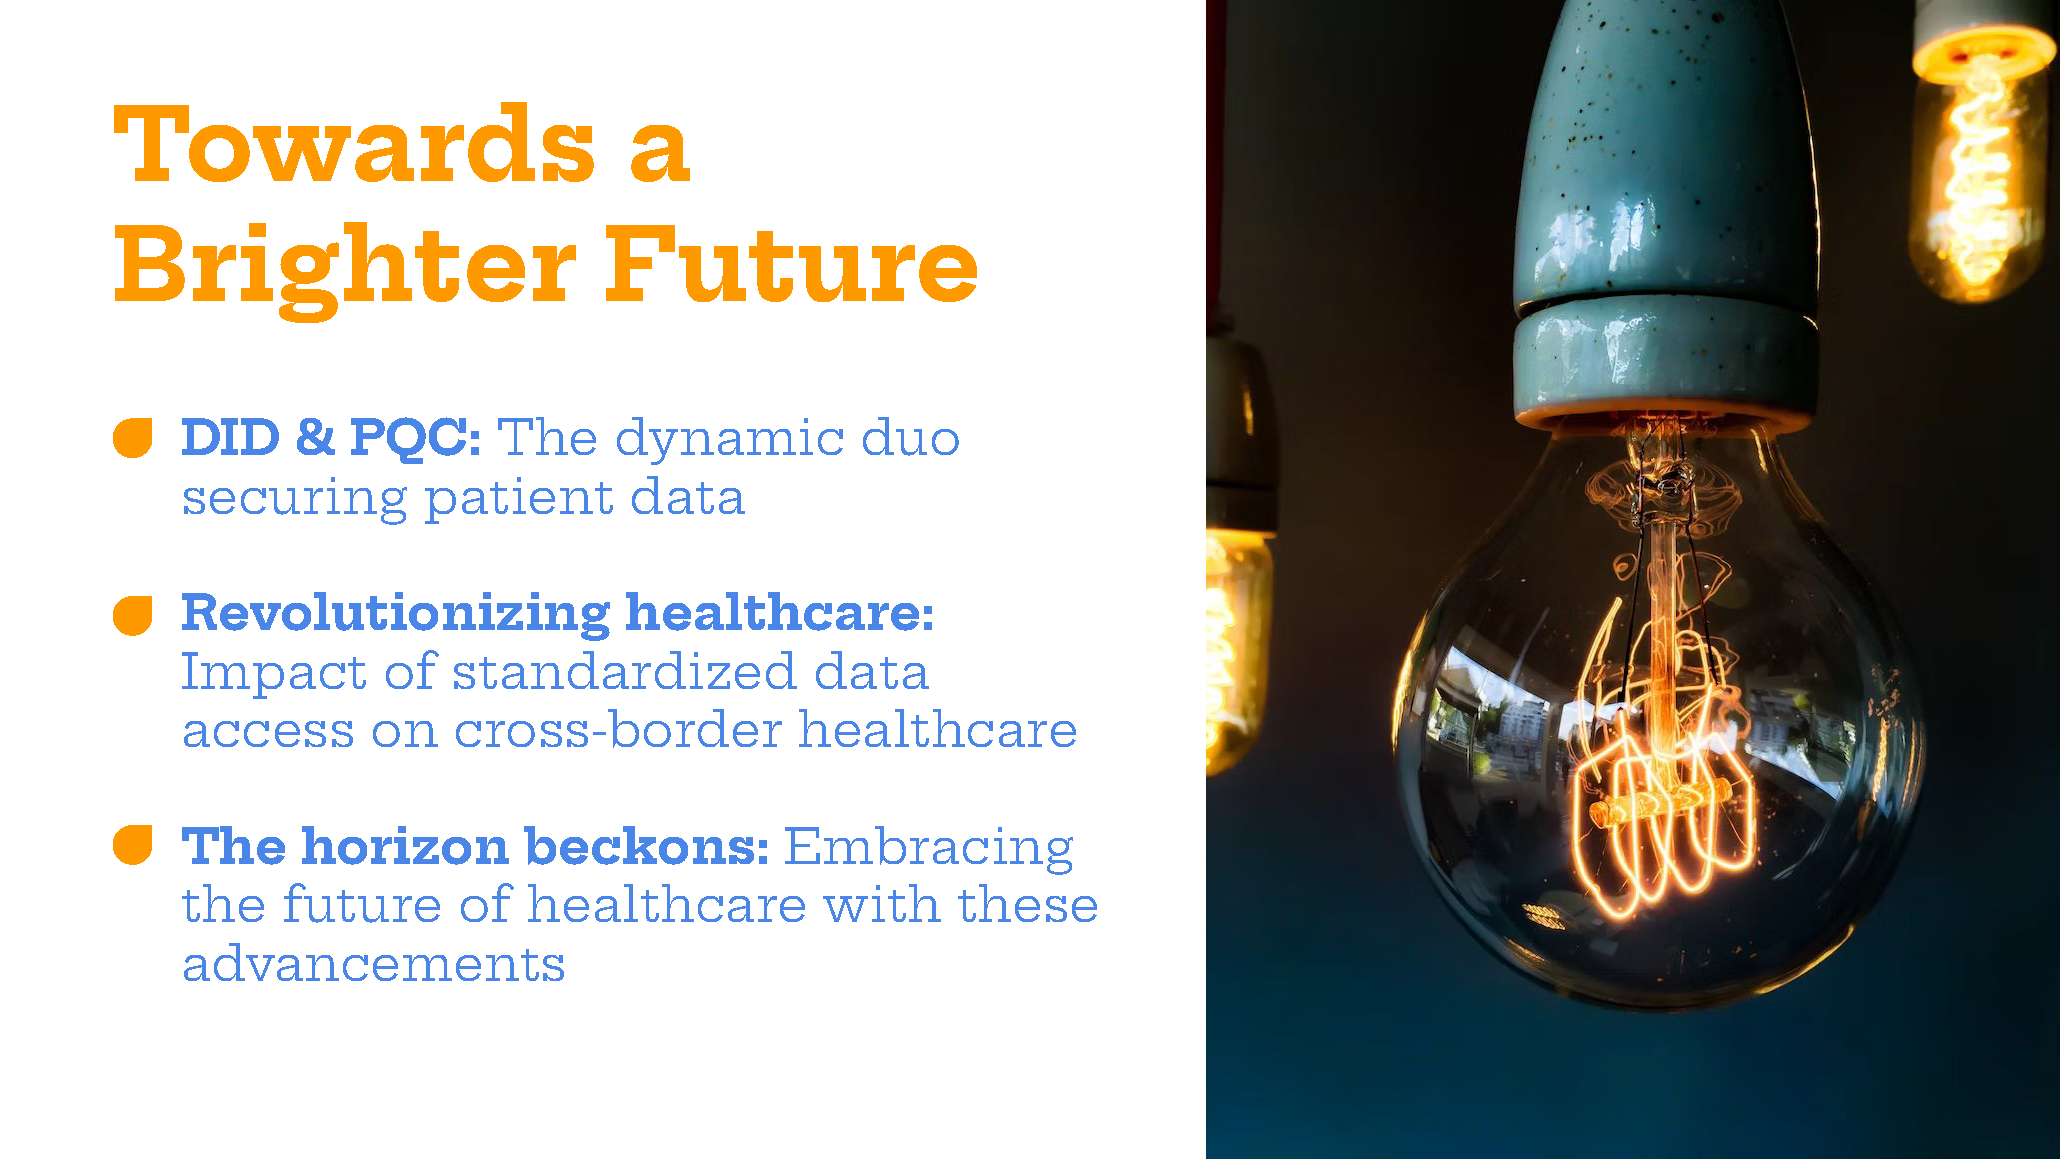 Towards a
Brighter Future
DID & PQC: The dynamic duo
securing patient data
Revolutionizing healthcare:
Impact of standardized data
access on cross-border healthcare
The horizon beckons: Embracing
the future of healthcare with these
advancements